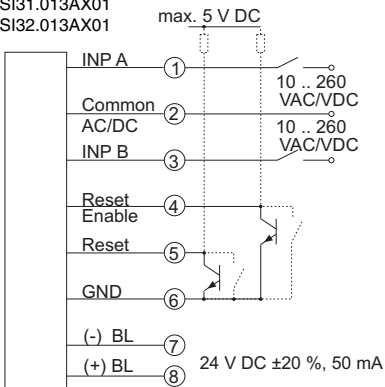 SI31.013AX01
SI32.013AX01
max. 5 V DC
INP A
1
10 .. 260
VAC/VDC
Common
AC/DC
2
10 .. 260
VAC/VDC
INP B
3
Reset
Enable
4
Reset
5
GND
6
(-) BL
7
(+) BL
8
24 V DC ±20 %, 50 mA